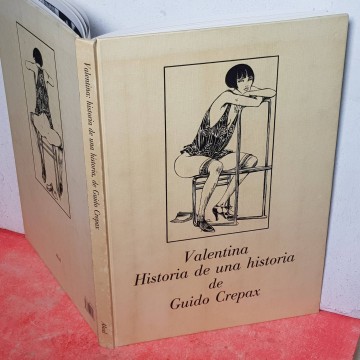 Valentina
Historia de una historia
de
Guido Crepax
Valentina: historia de una historia, de Guido Crepax